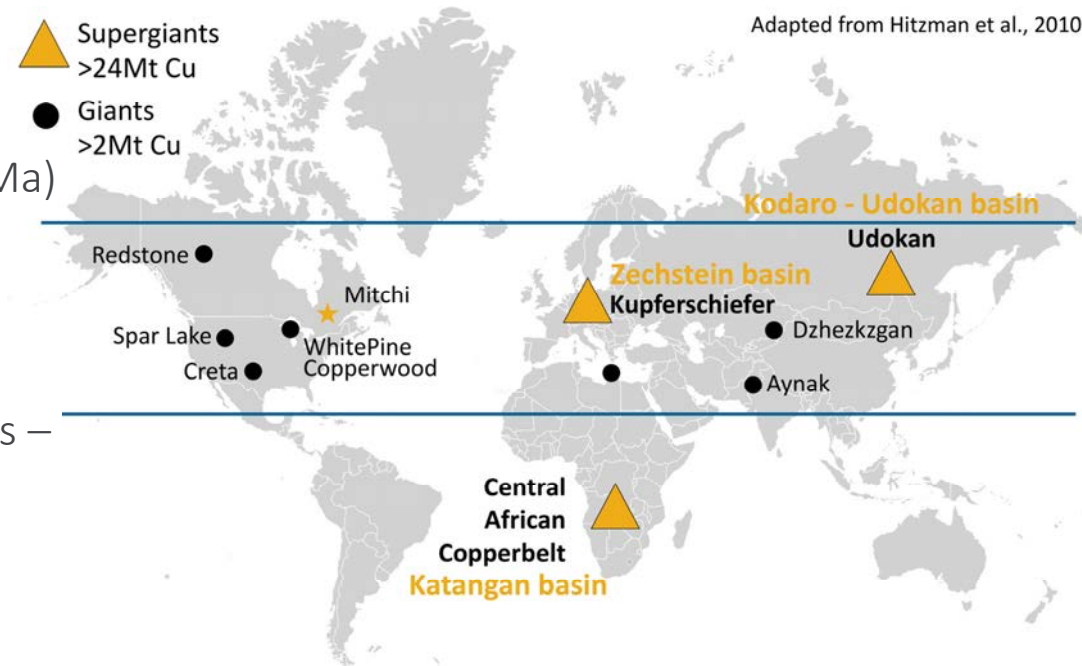 Supergiants
>24Mt Cu
Giants
>2Mt Cu
Adapted from Hitzman et al., 2010
Ma)
Kodaro - Udokan basin
Udokan
Redstone
Zechstein basin
Kupferschiefer
Mitchi
Spar Lake
WhitePine
Copperwood
Dzhezkzgan
Creta
Aynak
s –
Central
African
Copperbelt
Katangan basin